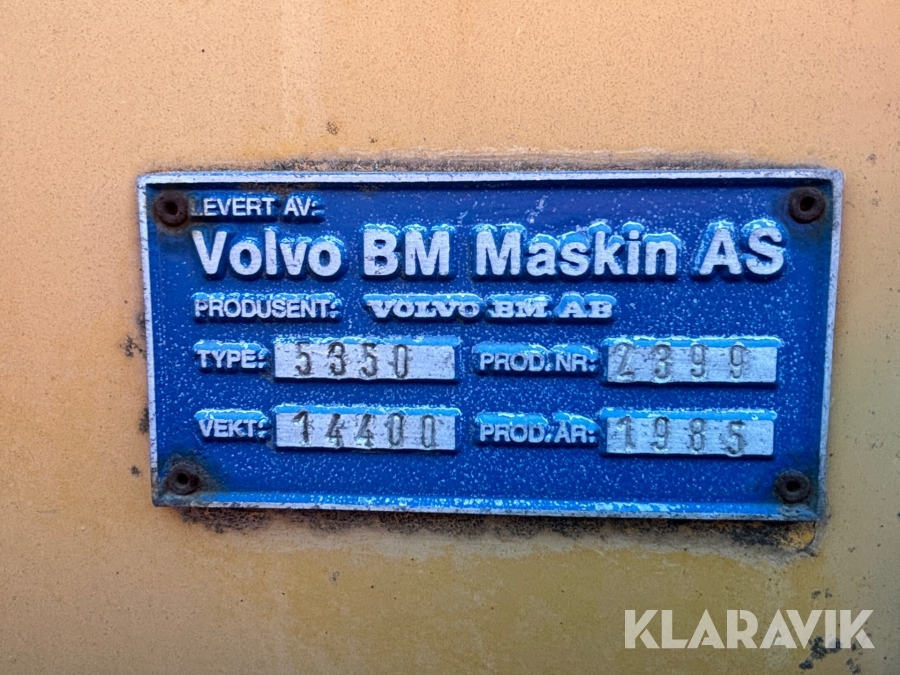 LEVERT AV:
Volvo BM Maskin AS
PRODUSENT: VOLVO BM AB
TYPE: 5350 PROD. NR: 2399
VEKT: 14400 PROD. ÅR: 1985
KLARAVIK